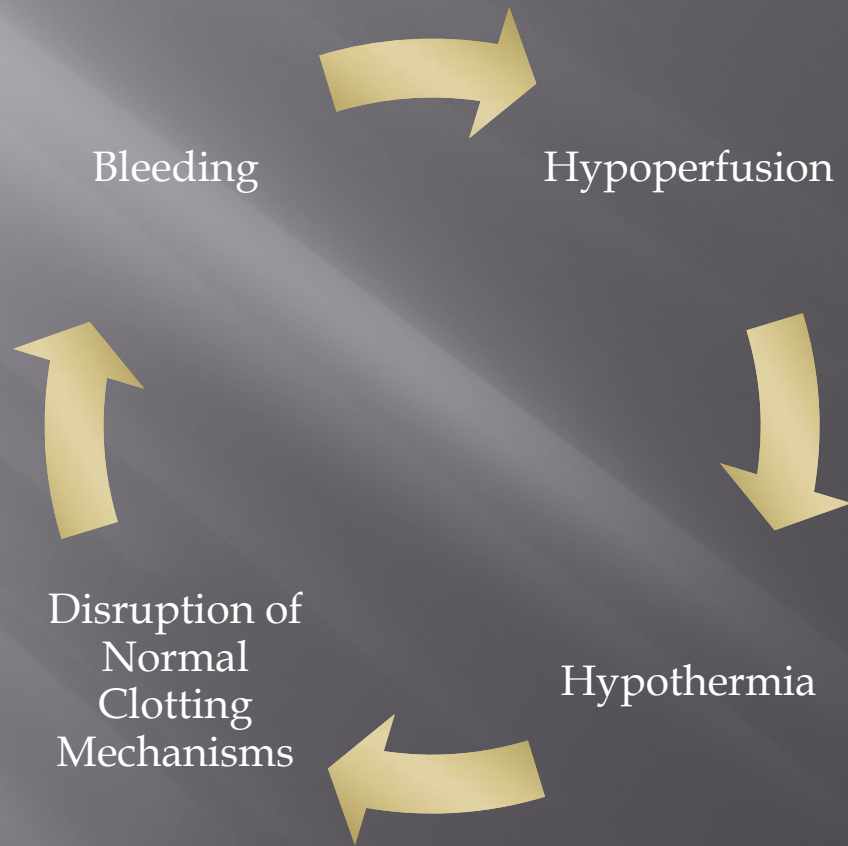 Bleeding
Hypoperfusion
Hypothermia
Disruption of
Normal
Clotting
Mechanisms